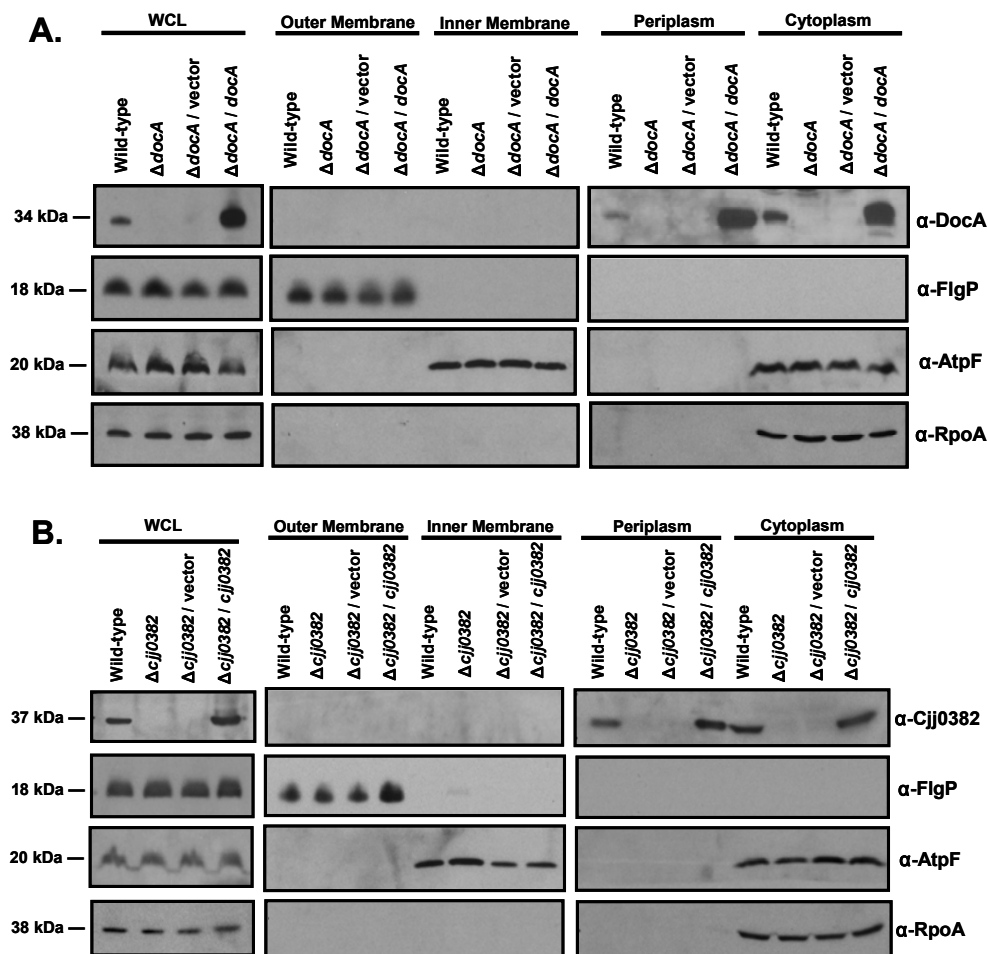 A.
WCL Outer Membrane Inner Membrane Periplasm Cytoplasm
Wild-type ΔdocA ΔdocA / vector ΔdocA / docA Wild-type ΔdocA ΔdocA / vector ΔdocA / docA Wild-type ΔdocA ΔdocA / vector ΔdocA / docA Wild-type ΔdocA ΔdocA / vector ΔdocA / docA Wild-type ΔdocA ΔdocA / vector ΔdocA / docA
34 kDa α-DocA
18 kDa α-FlgP
20 kDa α-AtpF
38 kDa α-RpoA
B.
WCL Outer Membrane Inner Membrane Periplasm Cytoplasm
Wild-type Δcjj0382 Δcjj0382 / vector Δcjj0382 / cjj0382 Wild-type Δcjj0382 Δcjj0382 / vector Δcjj0382 / cjj0382 Wild-type Δcjj0382 Δcjj0382 / vector Δcjj0382 / cjj0382 Wild-type Δcjj0382 Δcjj0382 / vector Δcjj0382 / cjj0382 Wild-type Δcjj0382 Δcjj0382 / vector Δcjj0382 / cjj0382
37 kDa α-Cjj0382
18 kDa α-FlgP
20 kDa α-AtpF
38 kDa α-RpoA